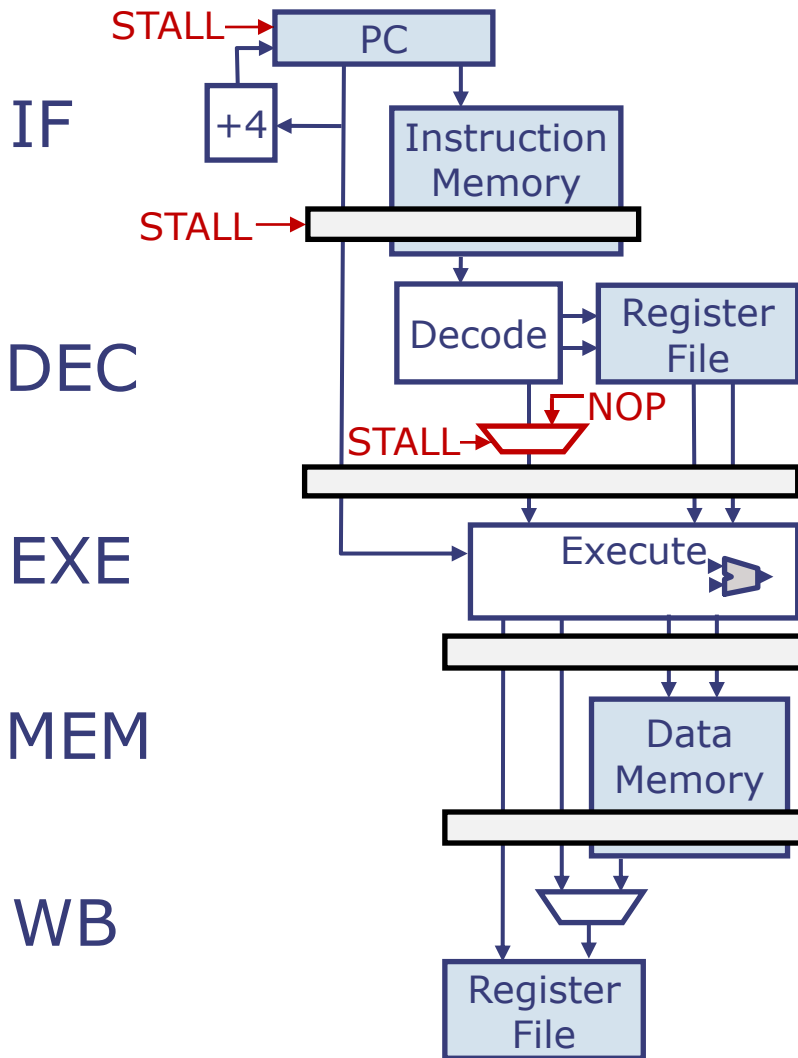 STALL
PC
IF
+4
Instruction
Memory
STALL
DEC
Decode
Register
File
NOP
STALL
EXE
Execute
MEM
Data
Memory
WB
Register
File